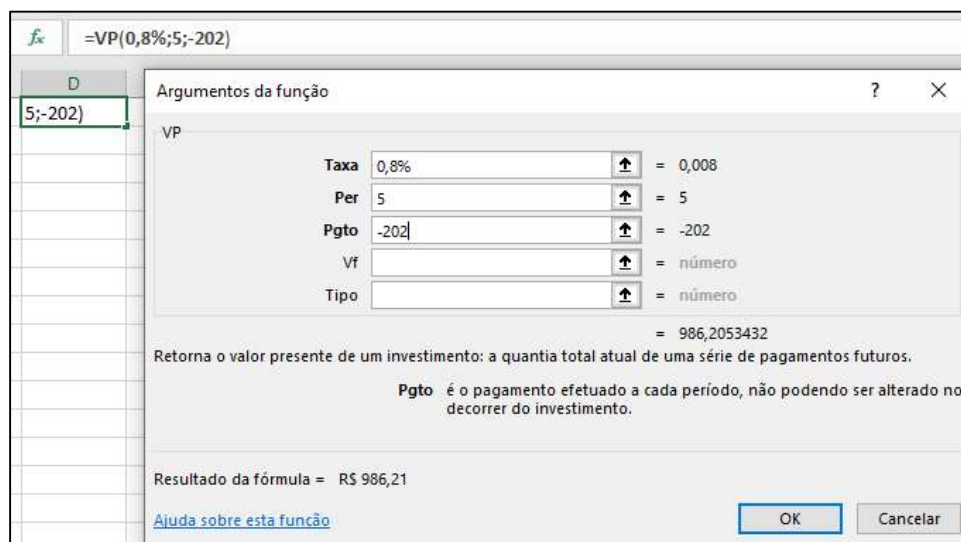 fx =VP(0,8%;5;-202)
D
5;-202)
Argumentos da função ? X
VP
Taxa 0,8% = 0,008
Per 5 = 5
Pgto -202 = -202
Vf = número
Tipo = número
= 986,2053432
Retorna o valor presente de um investimento: a quantia total atual de uma série de pagamentos futuros.
Pgto é o pagamento efetuado a cada período, não podendo ser alterado no
decorrer do investimento.
Resultado da fórmula = R$ 986,21
Ajuda sobre esta função OK Cancelar